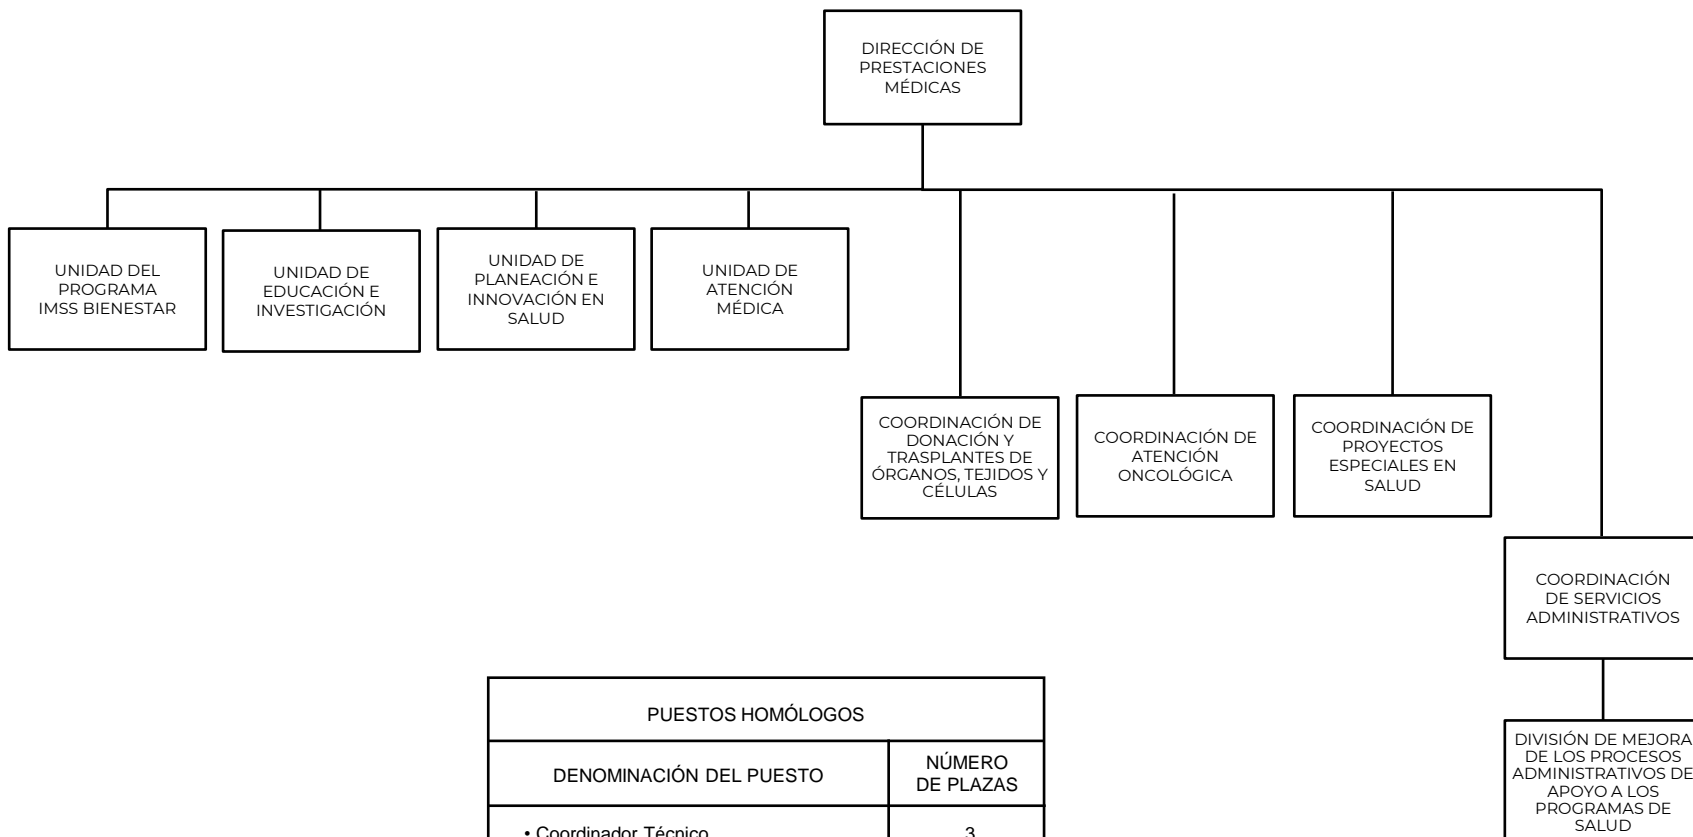 DIRECCIÓN DE
PRESTACIONES
MÉDICAS
UNIDAD DEL
PROGRAMA
IMSS BIENESTAR
UNIDAD DE
EDUCACIÓN E
INVESTIGACIÓN
UNIDAD DE
PLANEACIÓN E
INNOVACIÓN EN
SALUD
UNIDAD DE
ATENCIÓN
MÉDICA
COORDINACIÓN DE
DONACIÓN Y
TRASPLANTES DE
ÓRGANOS, TEJIDOS Y
CÉLULAS
COORDINACIÓN DE
ATENCIÓN
ONCOLÓGICA
COORDINACIÓN DE
PROYECTOS
ESPECIALES EN
SALUD
COORDINACIÓN
DE SERVICIOS
ADMINISTRATIVOS
DIVISIÓN DE MEJORA
DE LOS PROCESOS
ADMINISTRATIVOS DE
APOYO A LOS
PROGRAMAS DE
SALUD
PUESTOS HOMÓLOGOS
DENOMINACIÓN DEL PUESTO
NÚMERO
DE PLAZAS
• Coordinador Técnico
3